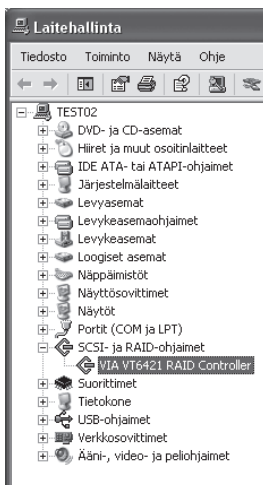 Laitehallinta
Tiedosto Toiminto Näytä Ohje
TEST02
DVD- ja CD-asemat
Hiiret ja muut osoitinlaitteet
IDE ATA- tai ATAPI-ohjaimet
Järjestelmälaitteet
Levyasemat
Levykeasemaohjaimet
Levykeasemat
Loogiset asemat
Näppäimistöt
Näyttösovittimet
Näytöt
Portit (COM ja LPT)
SCSI- ja RAID-ohjaimet
VIA VT6421 RAID Controller
Suorittimet
Tietokone
USB-ohjaimet
Verkkosovittimet
Ääni-, video- ja peliohjaimet